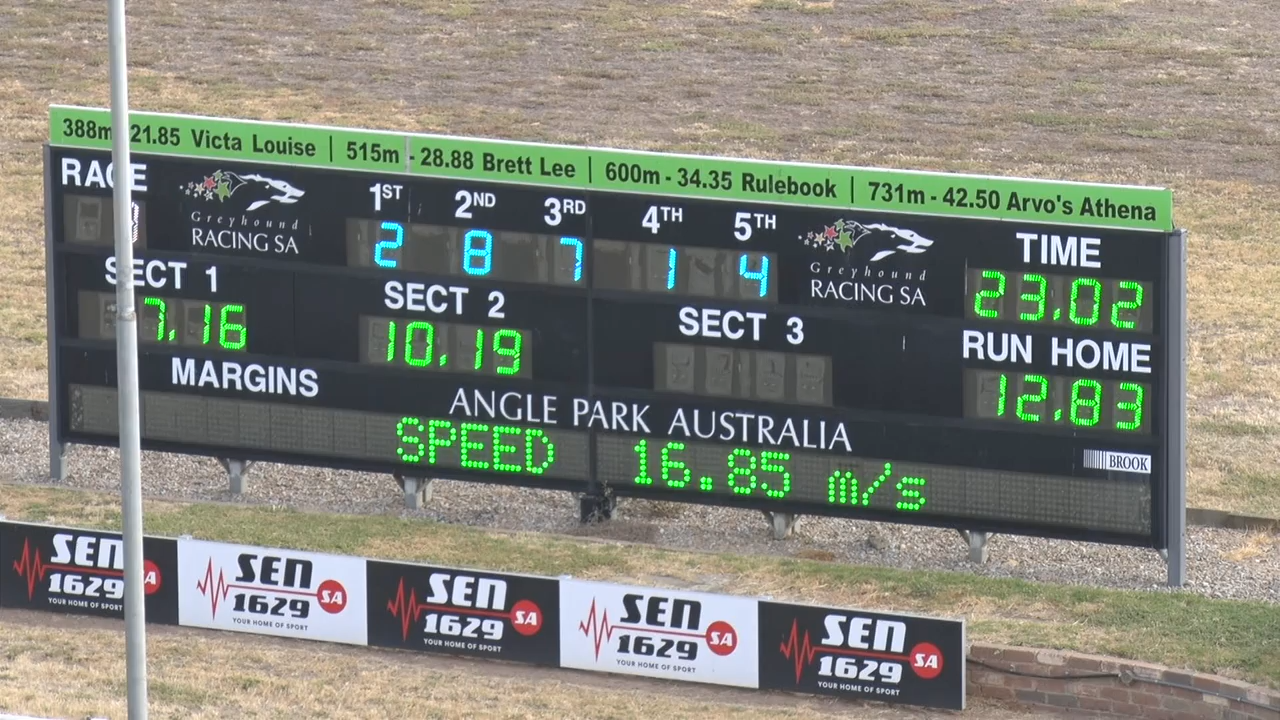 388m - 21.85 Victa Louise | 515m - 28.88 Brett Lee | 600m - 34.35 Rulebook | 731m - 42.50 Arvo's Athena
RACE
Greyhound
RACING SA
1ST 2ND 3RD 4TH 5TH
2 8 7 1 4
Greyhound
RACING SA
TIME
23.02
SECT 1
7.16
SECT 2
10.19
SECT 3
RUN HOME
12.83
MARGINS
ANGLE PARK AUSTRALIA
SPEED 16.85 m/s
BROOK
SEN
1629 SA
YOUR HOME OF SPORT
SEN
1629 SA
YOUR HOME OF SPORT
SEN
1629 SA
YOUR HOME OF SPORT
SEN
1629 SA
YOUR HOME OF SPORT
SEN
1629 SA
YOUR HOME OF SPORT